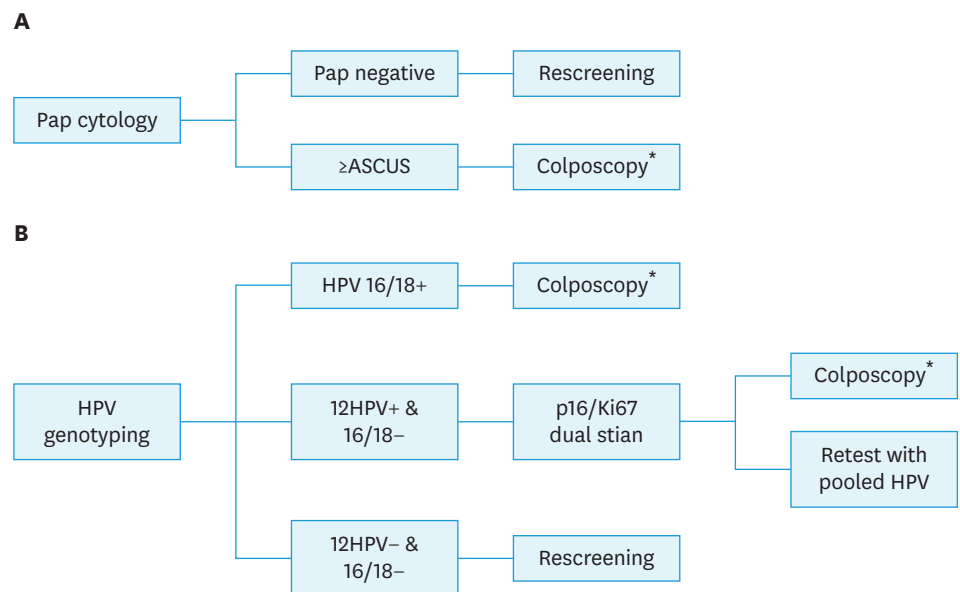 A
Pap negative
Rescreening
Pap cytology
≥ASCUS
Colposcopy*
B
HPV 16/18+
Colposcopy*
HPV
genotyping
12HPV+ &
16/18−
p16/Ki67
dual stian
Colposcopy*
Retest with
pooled HPV
12HPV− &
16/18−
Rescreening